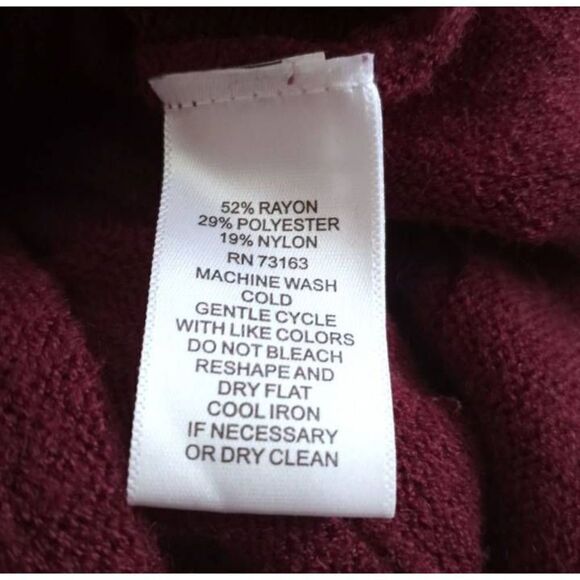 52% RAYON
29% POLYESTER
19% NYLON
RN 73163
MACHINE WASH
COLD
GENTLE CYCLE
WITH LIKE COLORS
DO NOT BLEACH
RESHAPE AND
DRY FLAT
COOL IRON
IF NECESSARY
OR DRY CLEAN